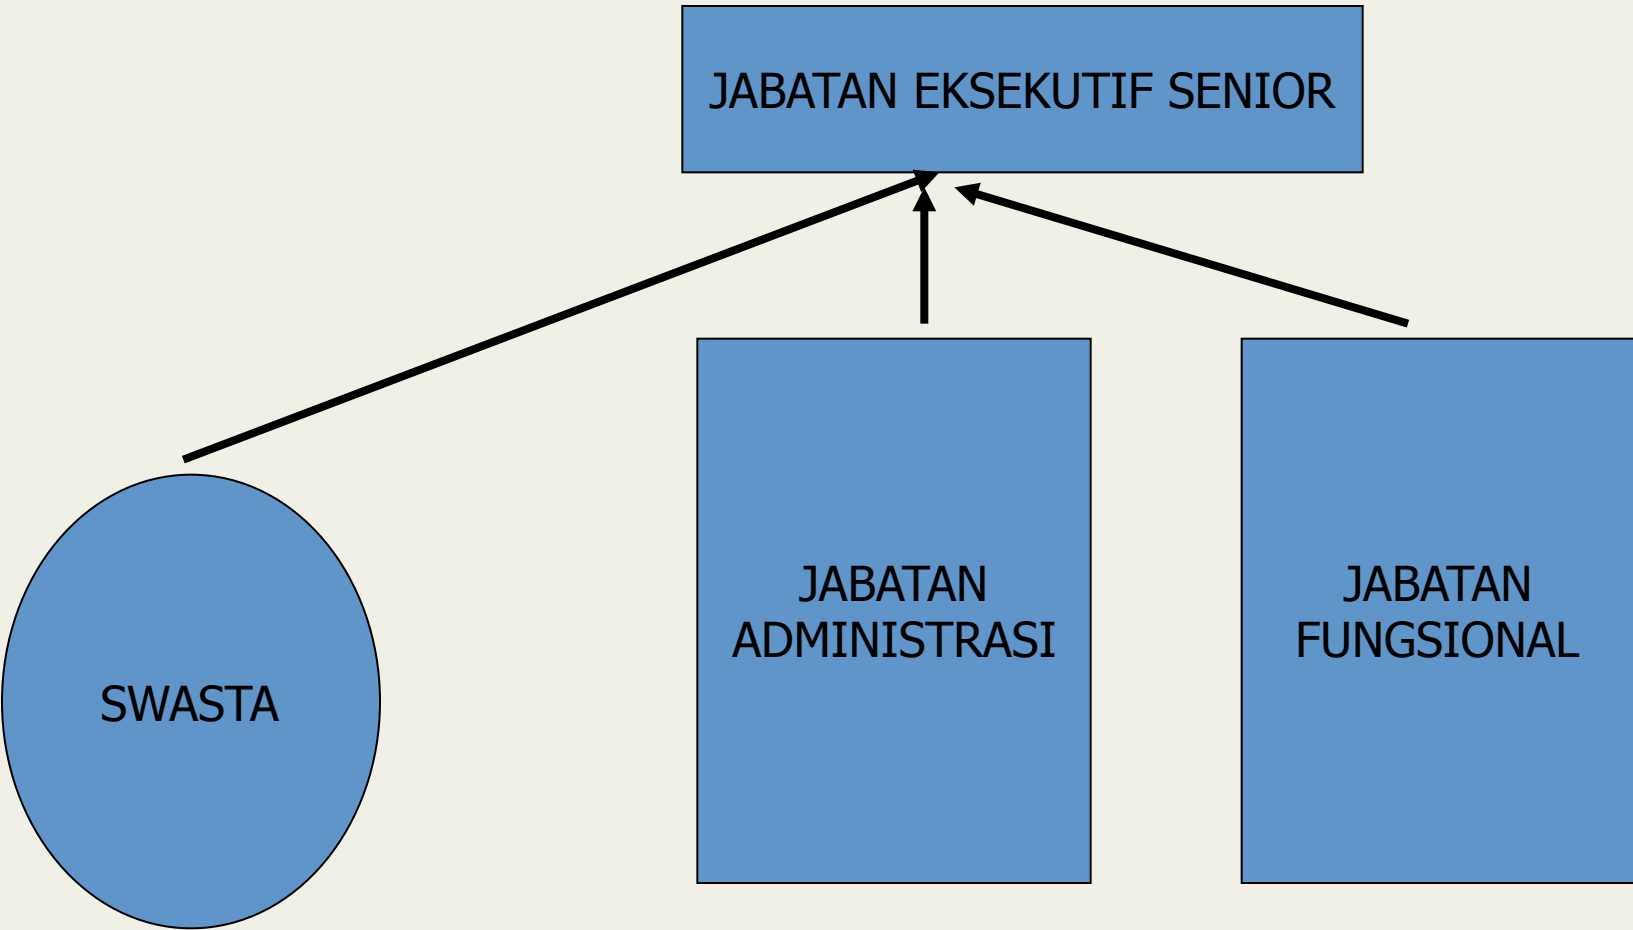 JABATAN EKSEKUTIF SENIOR
JABATAN
ADMINISTRASI
JABATAN
FUNGSIONAL
SWASTA